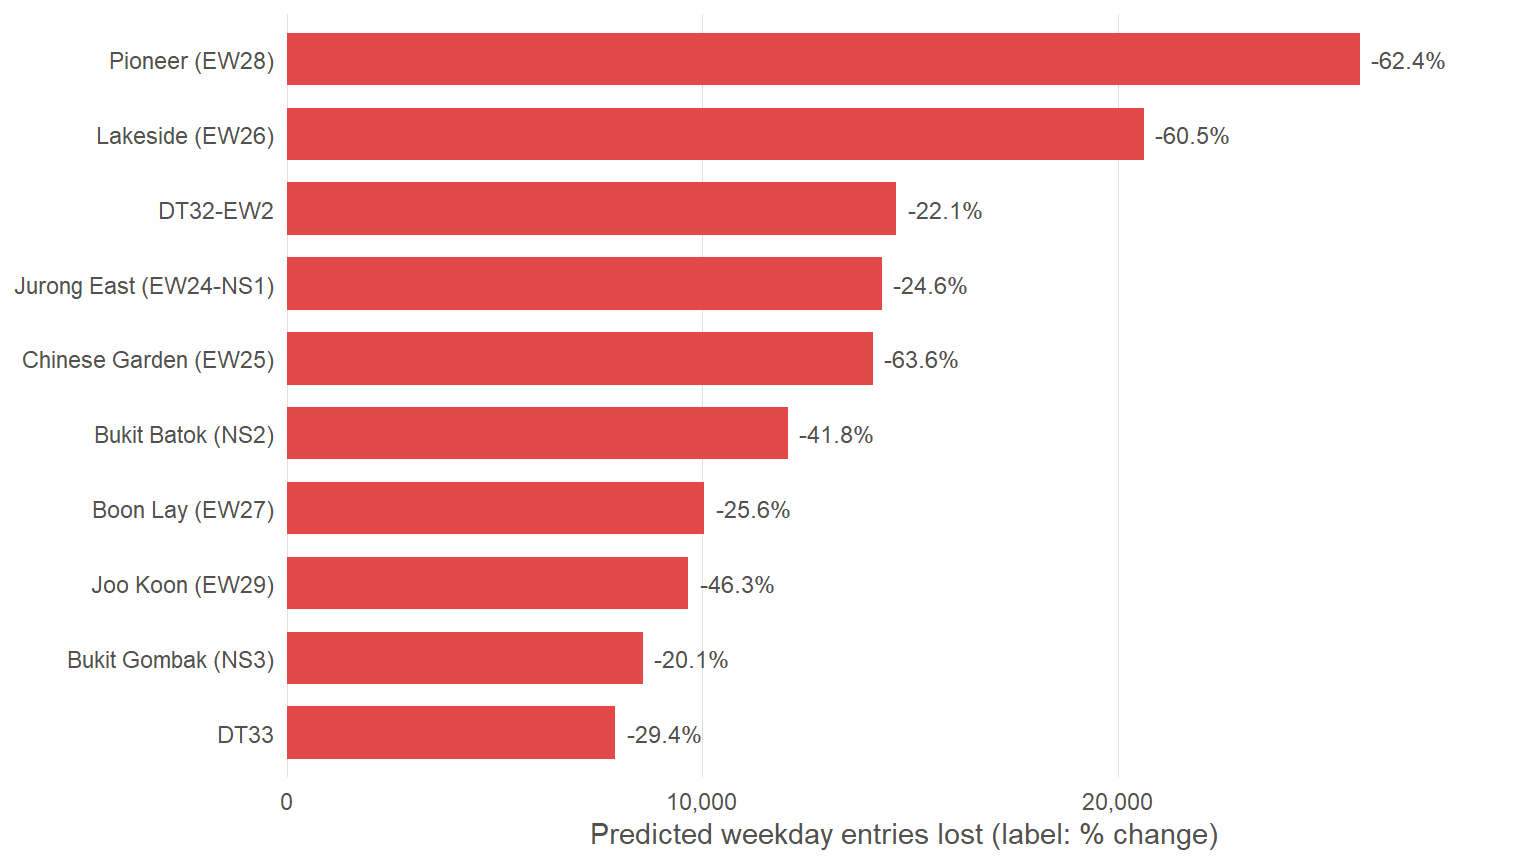 Pioneer (EW28) -62.4%
Lakeside (EW26) -60.5%
DT32-EW2 -22.1%
Jurong East (EW24-NS1) -24.6%
Chinese Garden (EW25) -63.6%
Bukit Batok (NS2) -41.8%
Boon Lay (EW27) -25.6%
Joo Koon (EW29) -46.3%
Bukit Gombak (NS3) -20.1%
DT33 -29.4%
0 10,000 20,000
Predicted weekday entries lost (label: % change)